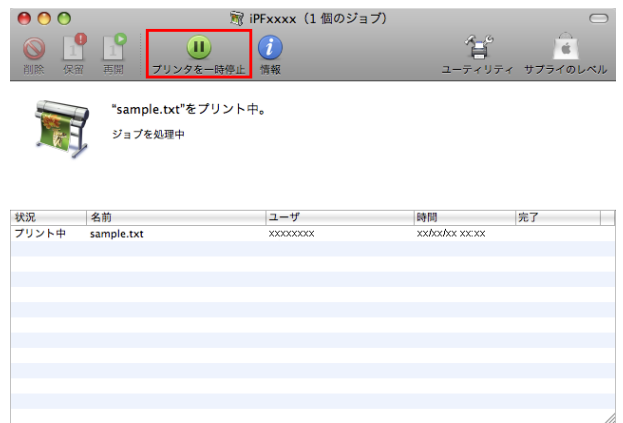 iPFxxxx（1 個のジョブ）
削除 保留 再開 プリンタを一時停止 情報 ユーティリティ サプライのレベル
“sample.txt”をプリント中。
ジョブを処理中
状況 名前 ユーザ 時間 完了
プリント中 sample.txt xxxxxxxx xx/xx/xx xx:xx